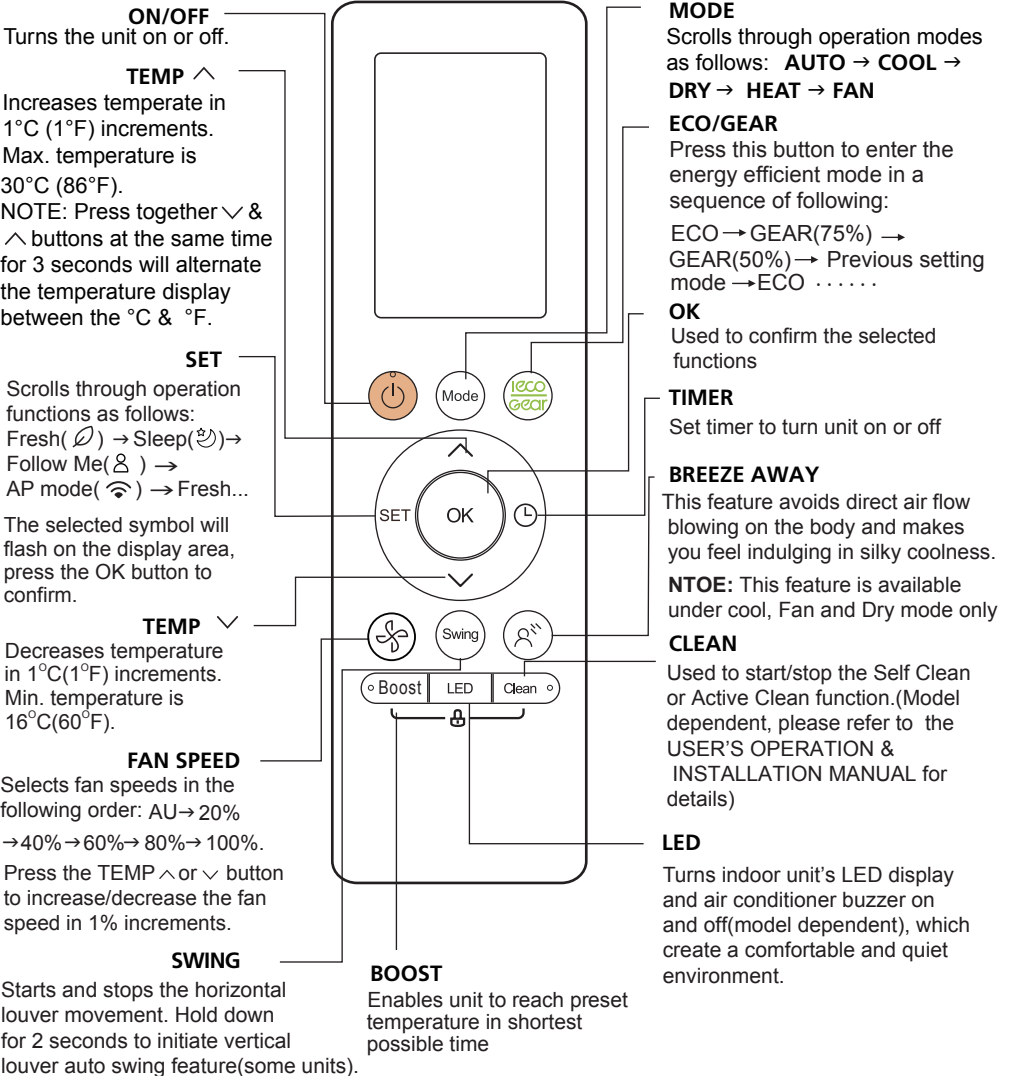 ON/OFF
Turns the unit on or off.
TEMP ︿
Increases temperate in
1°C (1°F) increments.
Max. temperature is
30°C (86°F).
NOTE: Press together ﹀ &
︿ buttons at the same time
for 3 seconds will alternate
the temperature display
between the °C & °F.
SET
Scrolls through operation
functions as follows:
Fresh( ) → Sleep( ) →
Follow Me( ) →
AP mode( ) → Fresh...
The selected symbol will
flash on the display area,
press the OK button to
confirm.
TEMP ﹀
Decreases temperature
in 1°C(1°F) increments.
Min. temperature is
16°C(60°F).
FAN SPEED
Selects fan speeds in the
following order: AU→ 20%
→40%→60%→ 80%→ 100%.
Press the TEMP ︿ or ﹀ button
to increase/decrease the fan
speed in 1% increments.
SWING
Starts and stops the horizontal
louver movement. Hold down
for 2 seconds to initiate vertical
louver auto swing feature(some units).
Mode
ieco
Gear
SET
OK
Swing
Boost
LED
Clean
BOOST
Enables unit to reach preset
temperature in shortest
possible time
MODE
Scrolls through operation modes
as follows: AUTO → COOL →
DRY → HEAT → FAN
ECO/GEAR
Press this button to enter the
energy efficient mode in a
sequence of following:
ECO → GEAR(75%) →
GEAR(50%) → Previous setting
mode → ECO ······
OK
Used to confirm the selected
functions
TIMER
Set timer to turn unit on or off
BREEZE AWAY
This feature avoids direct air flow
blowing on the body and makes
you feel indulging in silky coolness.
NTOE: This feature is available
under cool, Fan and Dry mode only
CLEAN
Used to start/stop the Self Clean
or Active Clean function.(Model
dependent, please refer to the
USER'S OPERATION &
INSTALLATION MANUAL for
details)
LED
Turns indoor unit's LED display
and air conditioner buzzer on
and off(model dependent), which
create a comfortable and quiet
environment.